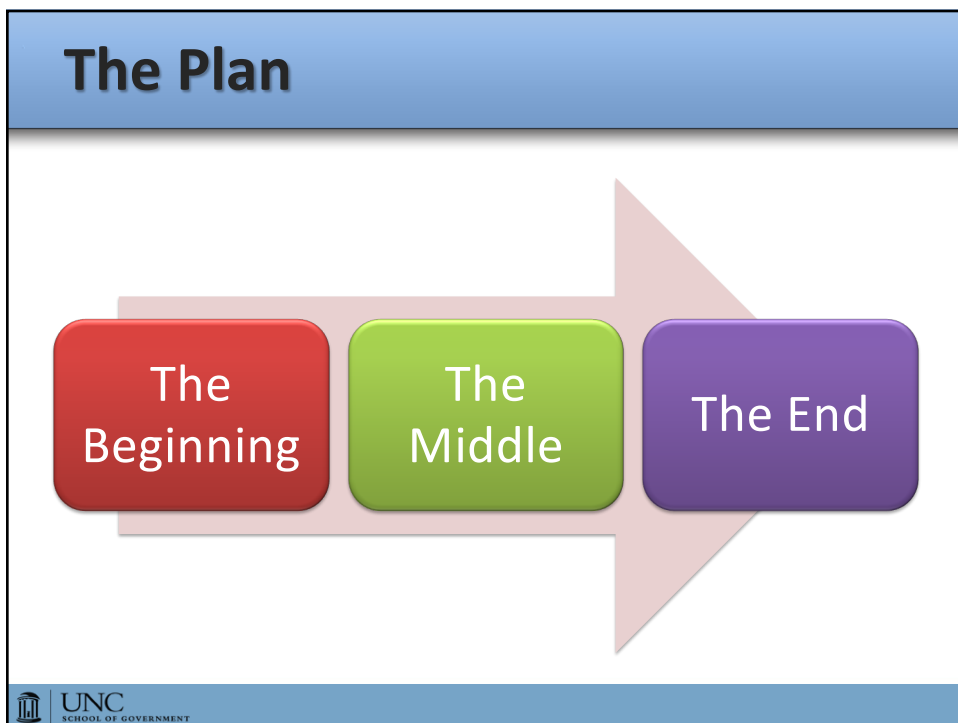 The Plan
The
Beginning
The
Middle
The End
UNC
SCHOOL OF GOVERNMENT